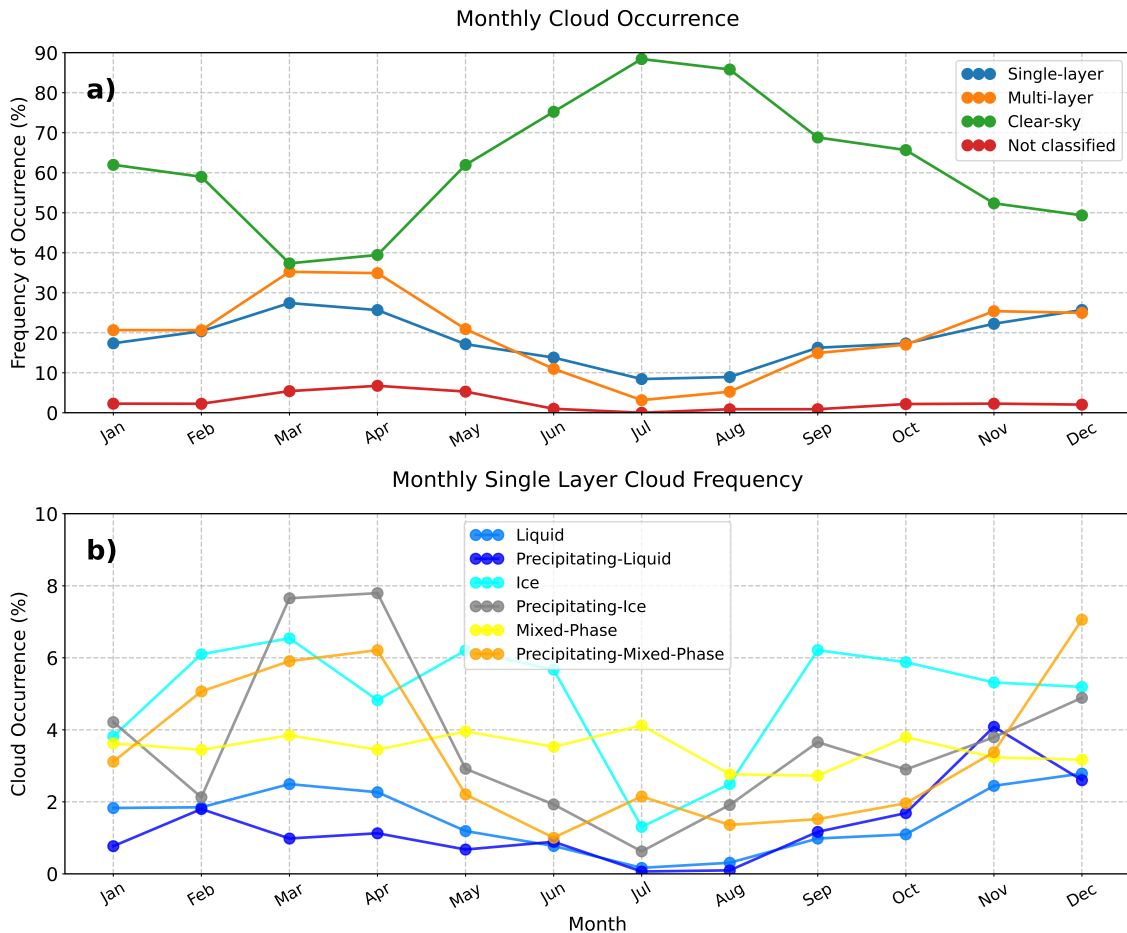 Monthly Cloud Occurrence
Frequency of Occurrence (%)
90
80
70
60
50
40
30
20
10
0
a)
Single-layer
Multi-layer
Clear-sky
Not classified
Jan
Feb
Mar
Apr
May
Jun
Jul
Aug
Sep
Oct
Nov
Dec
Monthly Single Layer Cloud Frequency
Cloud Occurrence (%)
10
8
6
4
2
0
b)
Liquid
Precipitating-Liquid
Ice
Precipitating-Ice
Mixed-Phase
Precipitating-Mixed-Phase
Jan
Feb
Mar
Apr
May
Jun
Jul
Aug
Sep
Oct
Nov
Dec
Month